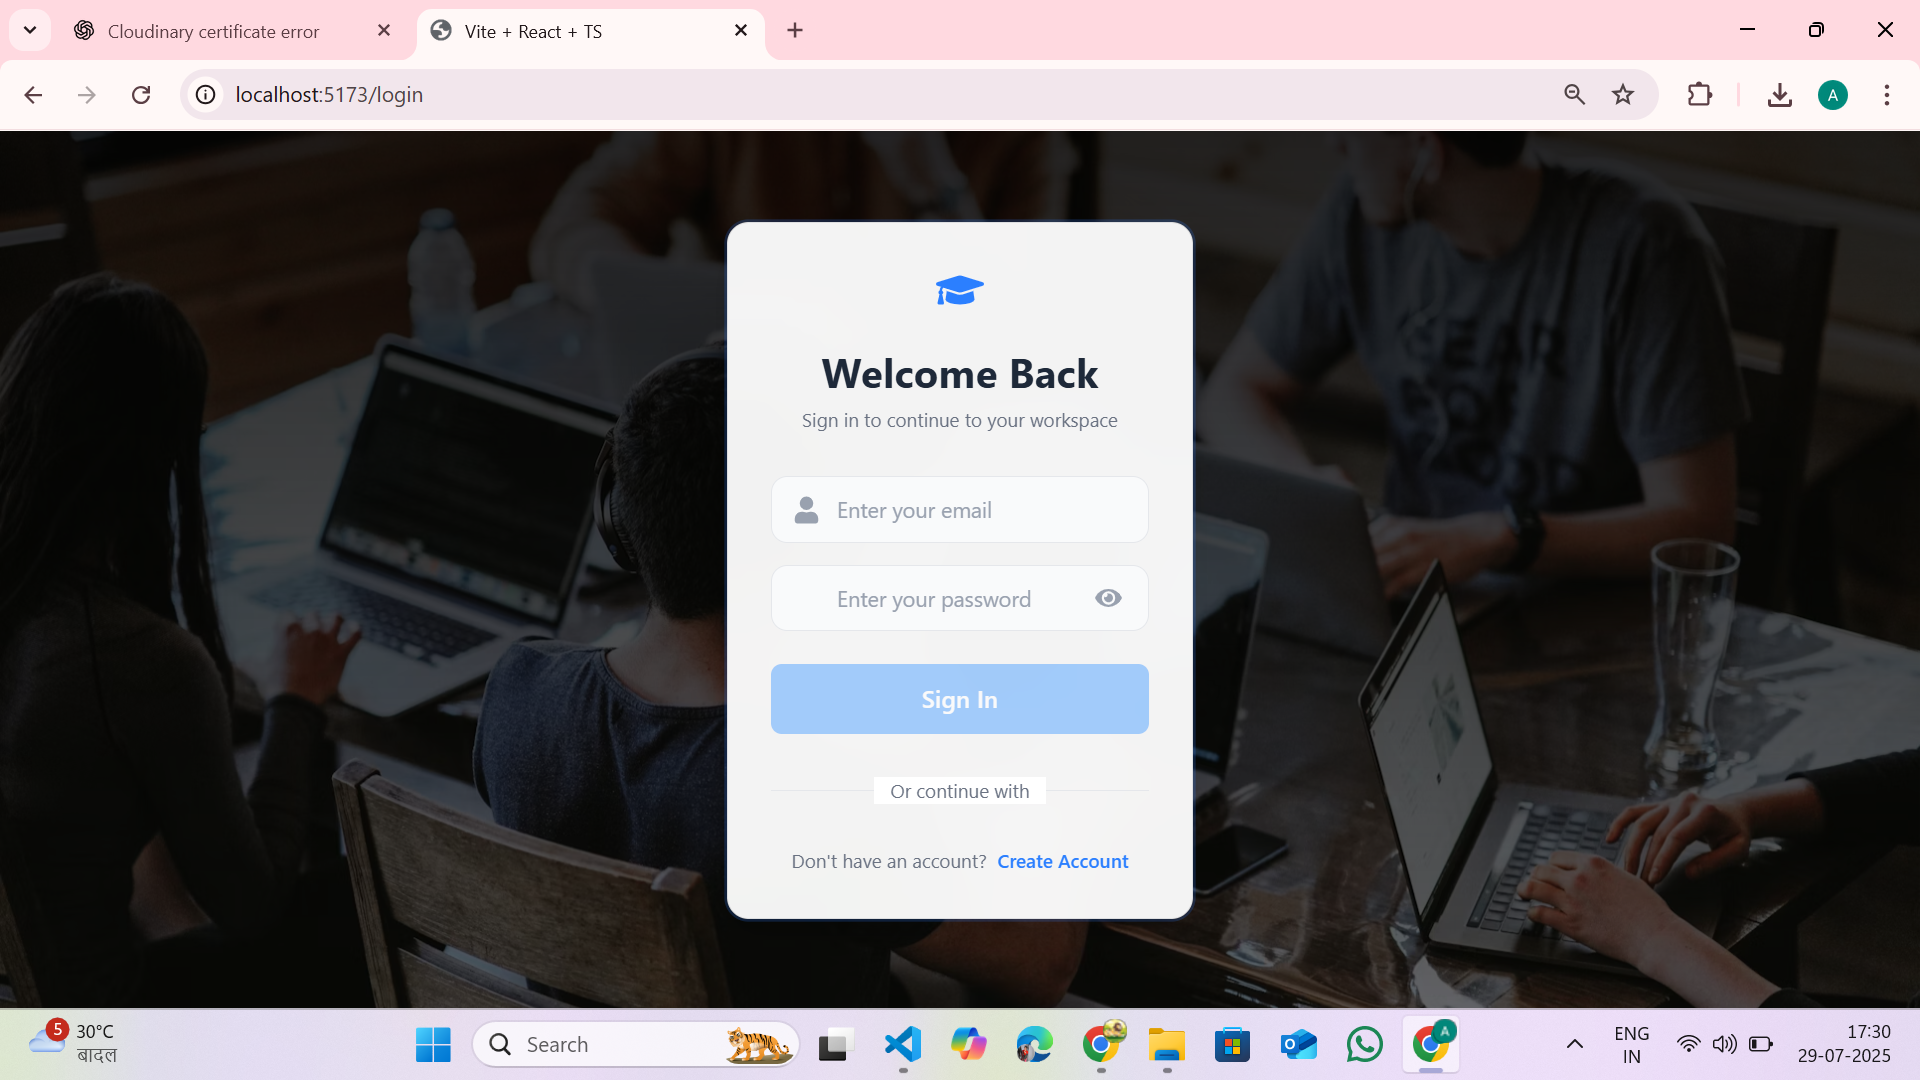 Cloudinary certificate error
Vite + React + TS
localhost:5173/login
A
Welcome Back
Sign in to continue to your workspace
Enter your email
Enter your password
Sign In
Or continue with
Don't have an account? Create Account
5
30°C
बादल
Search
A
ENG
IN
17:30
29-07-2025